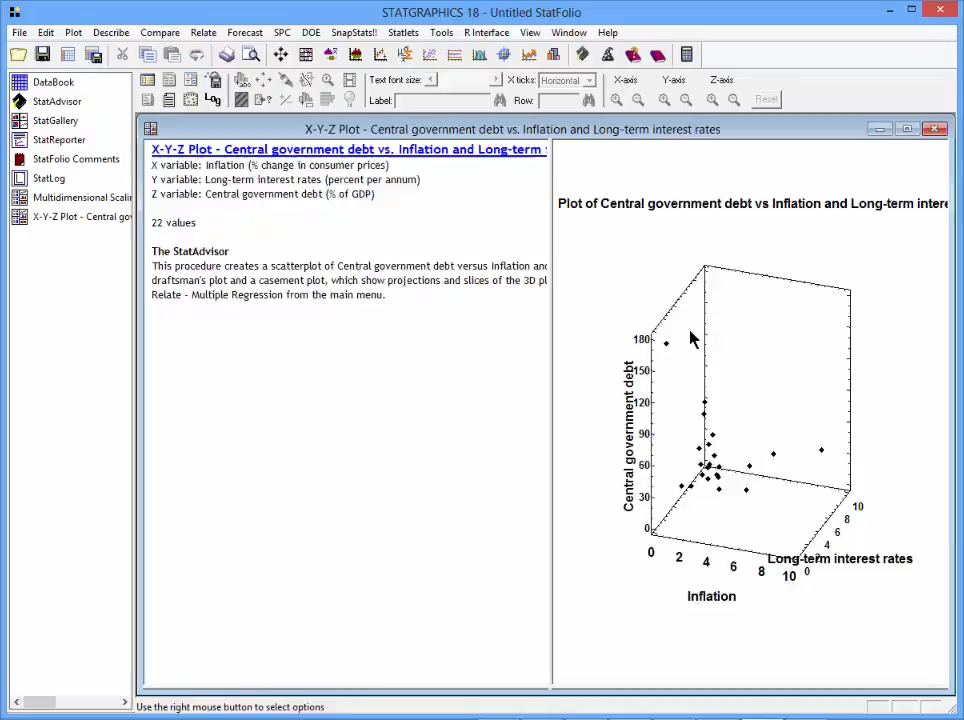 STATGRAPHICS 18 - Untitled StatFolio
File Edit Plot Describe Compare Relate Forecast SPC DOE SnapStats!! Statlets Tools R Interface View Window Help
Text font size: X ticks: Horizontal X-axis Y-axis Z-axis
Log Label: Row: Reset
DataBook
StatAdvisor
StatGallery
StatReporter
StatFolio Comments
StatLog
Multidimensional Scalin
X-Y-Z Plot - Central gov
X-Y-Z Plot - Central government debt vs. Inflation and Long-term interest rates
X-Y-Z Plot - Central government debt vs. Inflation and Long-term
X variable: Inflation (% change in consumer prices)
Y variable: Long-term interest rates (percent per annum)
Z variable: Central government debt (% of GDP)
22 values
The StatAdvisor
This procedure creates a scatterplot of Central government debt versus Inflation and
draftsman's plot and a casement plot, which show projections and slices of the 3D pl
Relate - Multiple Regression from the main menu.
Plot of Central government debt vs Inflation and Long-term intere
Central government debt
180
150
120
90
60
30
0
0 2 4 6 8 10
Inflation
0 2 4 6 8 10
Long-term interest rates
Use the right mouse button to select options